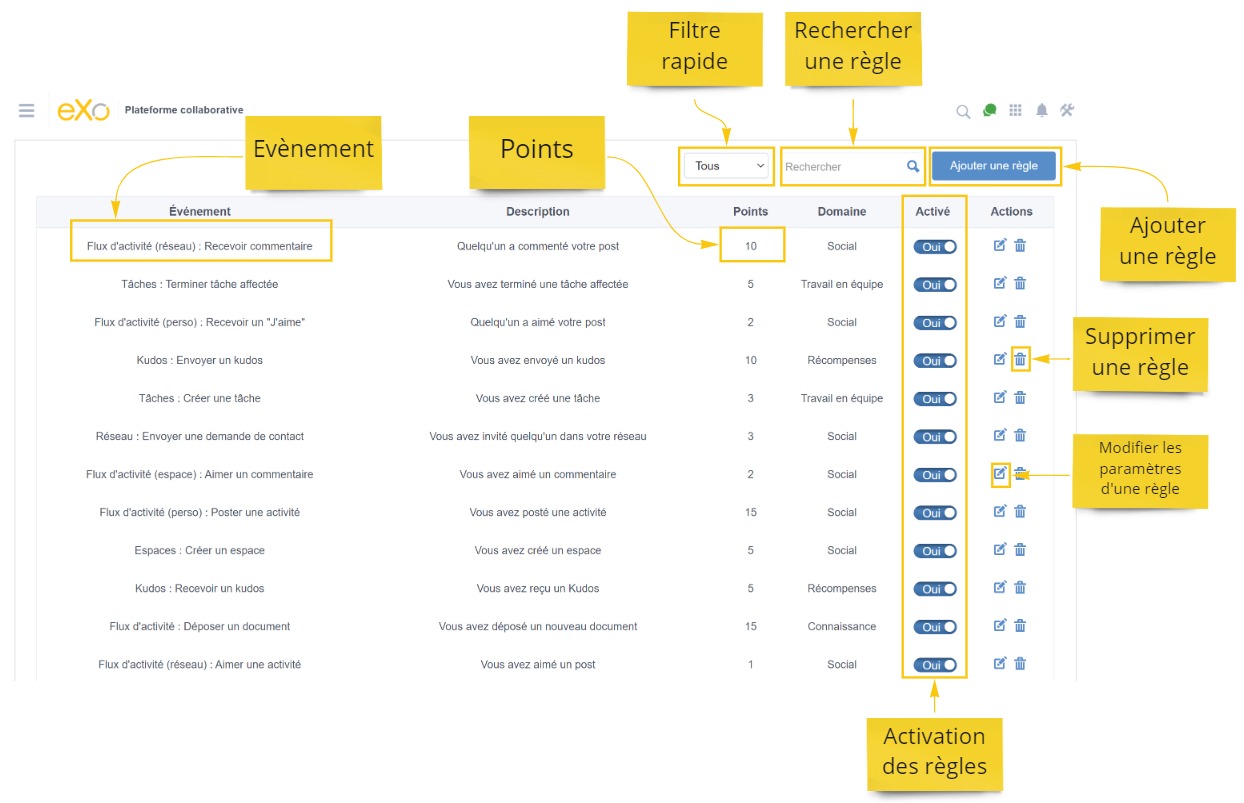 Filtre
rapide
Rechercher
une règle
eXo Plateforme collaborative
Evènement
Points
Tous
Rechercher
Ajouter une règle
Ajouter
une règle
Événement Description Points Domaine Activé Actions
Flux d'activité (réseau) : Recevoir commentaire Quelqu'un a commenté votre post 10 Social Oui
Tâches : Terminer tâche affectée Vous avez terminé une tâche affectée 5 Travail en équipe Oui
Flux d'activité (perso) : Recevoir un "J'aime" Quelqu'un a aimé votre post 2 Social Oui
Supprimer
une règle
Kudos : Envoyer un kudos Vous avez envoyé un kudos 10 Récompenses Oui
Tâches : Créer une tâche Vous avez créé une tâche 3 Travail en équipe Oui
Réseau : Envoyer une demande de contact Vous avez invité quelqu'un dans votre réseau 3 Social Oui
Modifier les
paramètres
d'une règle
Flux d'activité (espace) : Aimer un commentaire Vous avez aimé un commentaire 2 Social Oui
Flux d'activité (perso) : Poster une activité Vous avez posté une activité 15 Social Oui
Espaces : Créer un espace Vous avez créé un espace 5 Social Oui
Kudos : Recevoir un kudos Vous avez reçu un Kudos 5 Récompenses Oui
Flux d'activité : Déposer un document Vous avez déposé un nouveau document 15 Connaissance Oui
Flux d'activité (réseau) : Aimer une activité Vous avez aimé un post 1 Social Oui
Activation
des règles